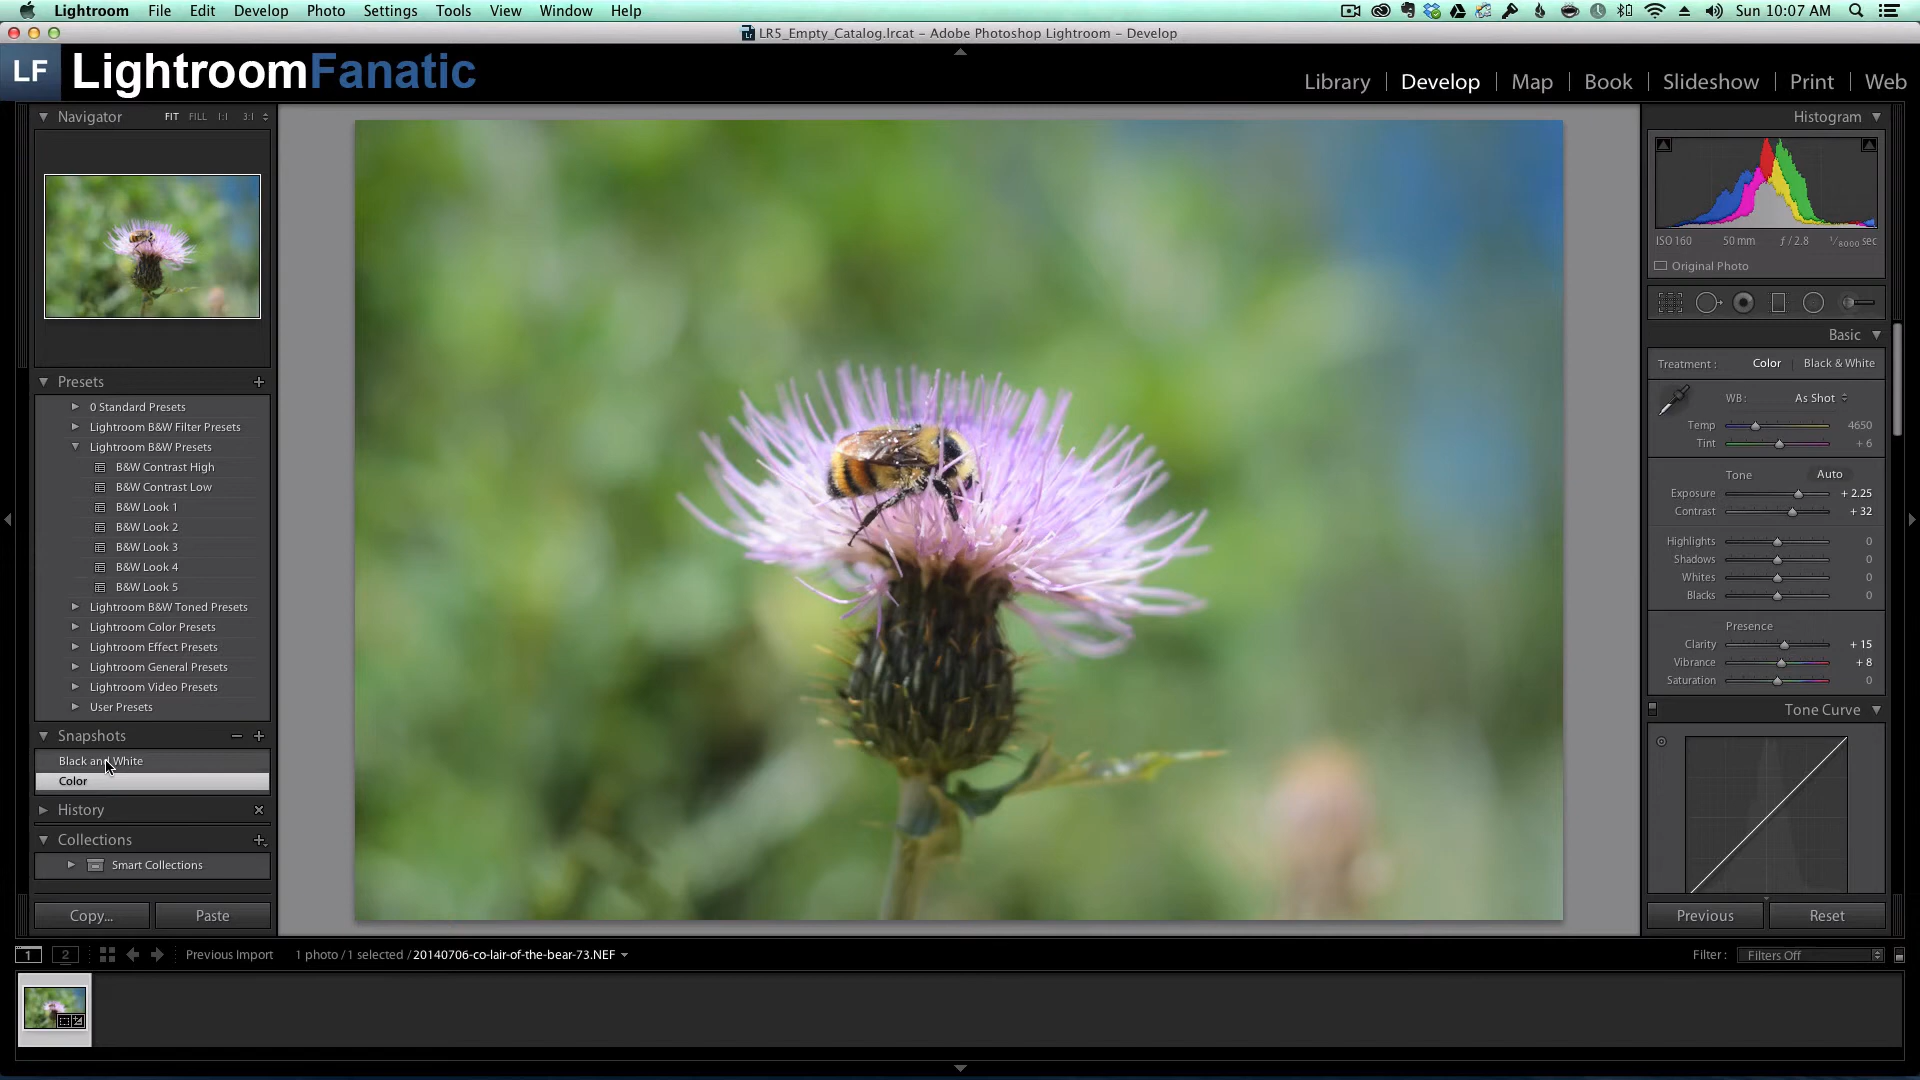 Lightroom File Edit Develop Photo Settings Tools View Window Help Sun 10:07 AM
LR5_Empty_Catalog.lrcat – Adobe Photoshop Lightroom – Develop
LF LightroomFanatic
Library | Develop | Map | Book | Slideshow | Print | Web
Navigator FIT FILL 1:1 3:1
Presets
0 Standard Presets
Lightroom B&W Filter Presets
Lightroom B&W Presets
B&W Contrast High
B&W Contrast Low
B&W Look 1
B&W Look 2
B&W Look 3
B&W Look 4
B&W Look 5
Lightroom B&W Toned Presets
Lightroom Color Presets
Lightroom Effect Presets
Lightroom General Presets
Lightroom Video Presets
User Presets
Snapshots
Black and White
Color
History
Collections
Smart Collections
Copy... Paste
Histogram
ISO 160 50 mm ƒ / 2.8 1/8000 sec
Original Photo
Basic
Treatment : Color Black & White
WB: As Shot
Temp 4650
Tint + 6
Tone Auto
Exposure + 2.25
Contrast + 32
Highlights 0
Shadows 0
Whites 0
Blacks 0
Presence
Clarity + 15
Vibrance + 8
Saturation 0
Tone Curve
Previous Reset
1 2 Previous Import 1 photo / 1 selected / 20140706-co-lair-of-the-bear-73.NEF Filter : Filters Off